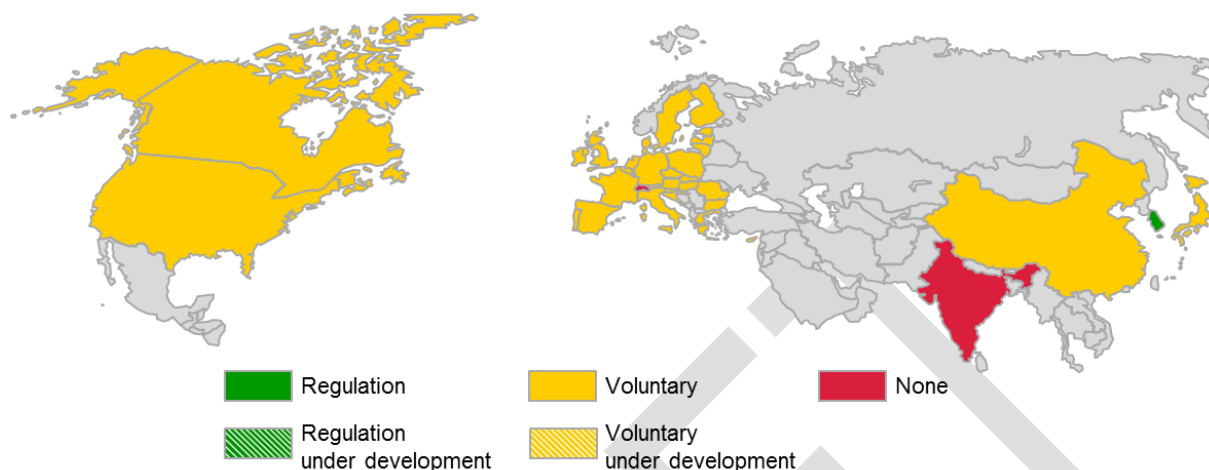 Regulation
Voluntary
None
Regulation
under development
Voluntary
under development